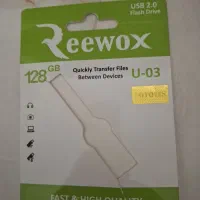 USB 2.0
Flash Drive
Reewox
128 GB
Quickly Transfer Files
Between Devices
U-03
FAST & HIGH QUALITY